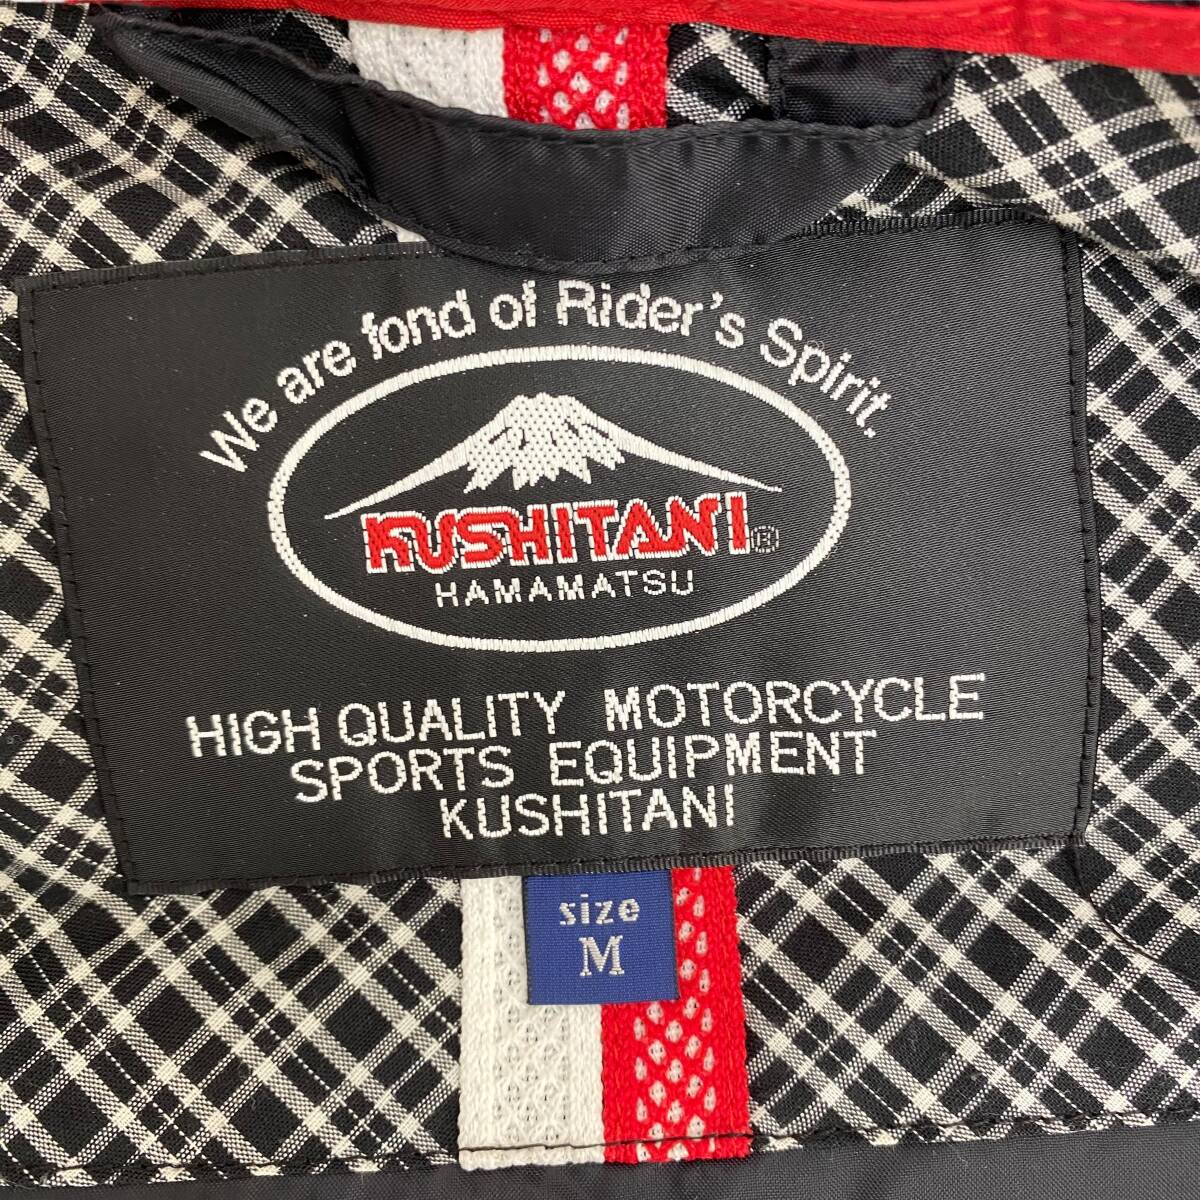 We are fond of Rider's Spirit.
KUSHITANI®
HAMAMATSU
HIGH QUALITY MOTORCYCLE
SPORTS EQUIPMENT
KUSHITANI
size
M